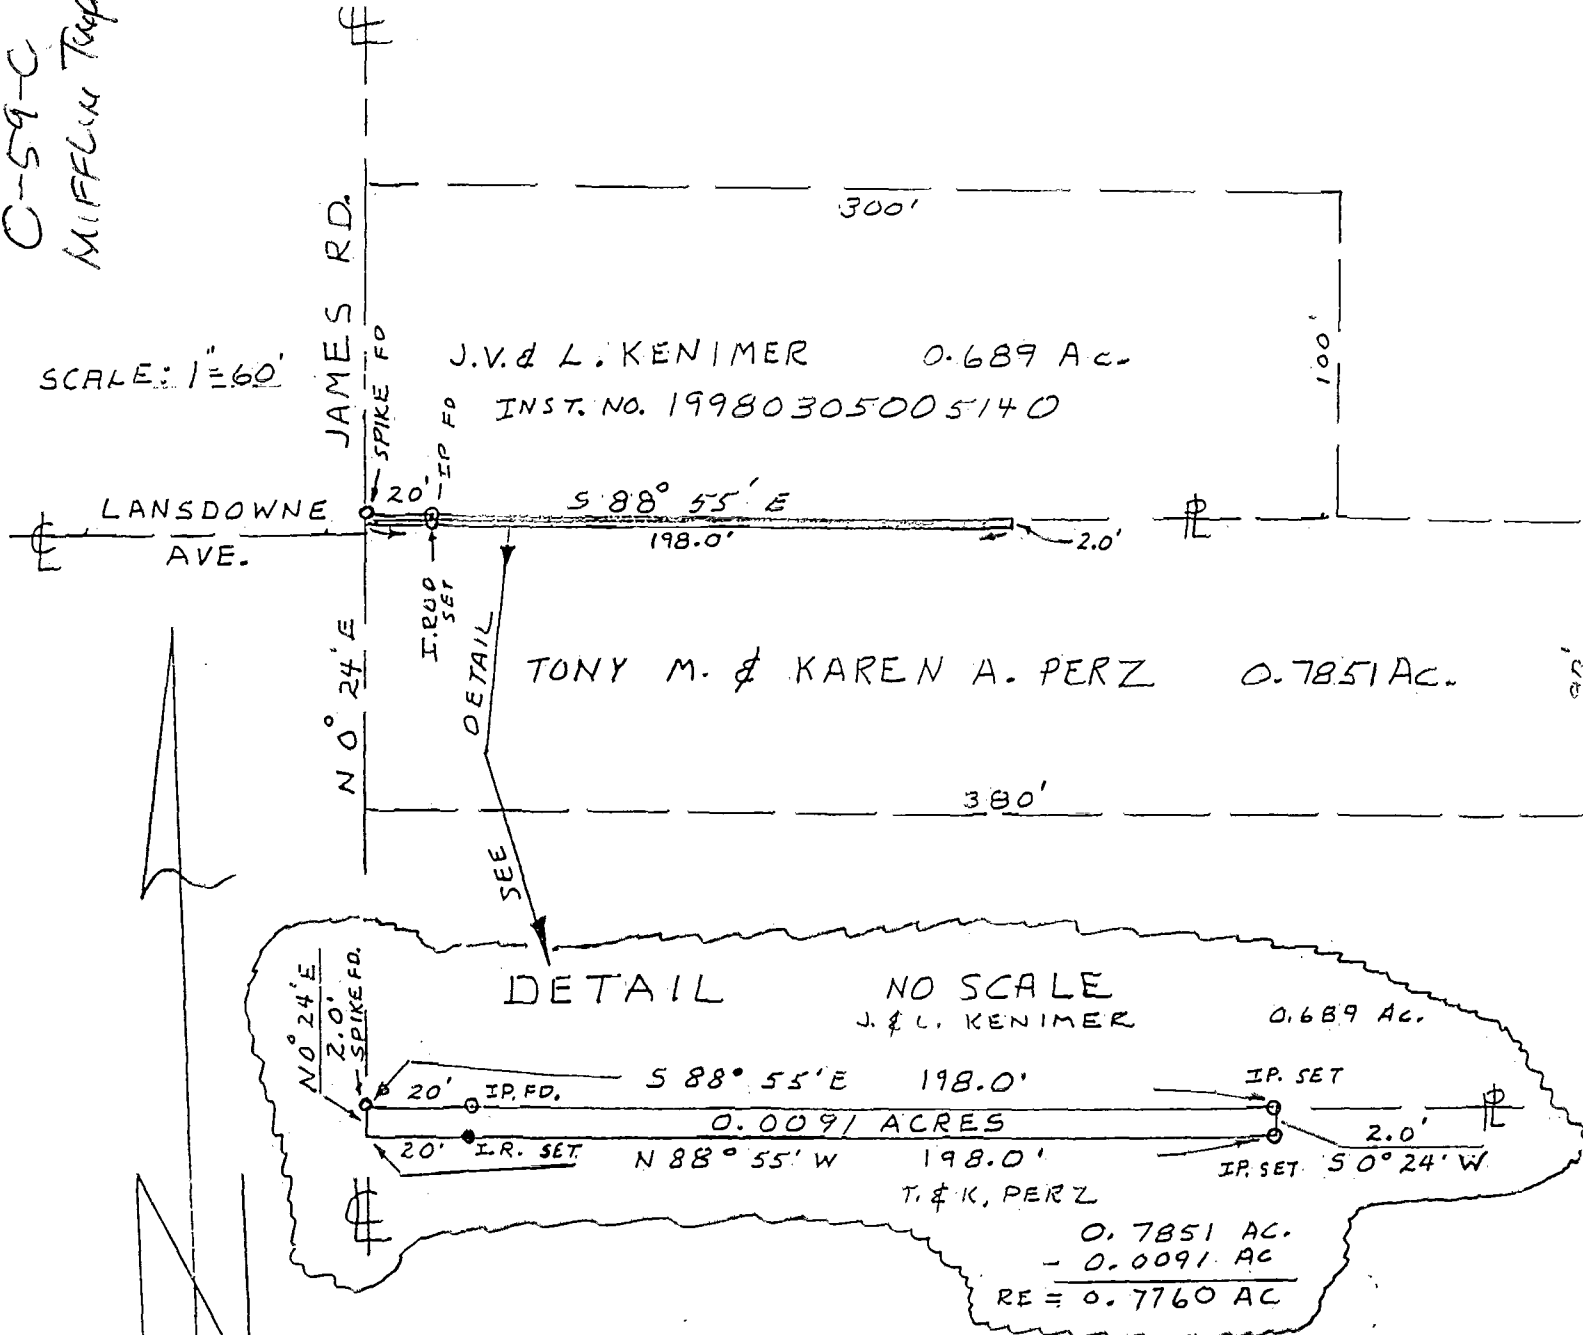 O-59-C
MIFFLIN Twp
℄
300'
JAMES RD.
SPIKE FD
SCALE: 1"=60'
J.V. & L. KENIMER 0.689 Ac.
INST. NO. 199803050005140
100'
IP FD
LANSDOWNE
AVE.
℄
20'
S 88° 55' E
198.0'
2.0'
PL
I.ROD
SET
N 0° 24' E
SEE DETAIL
TONY M. & KAREN A. PERZ 0.7851 AC.
380'
DETAIL NO SCALE
J. & L. KENIMER 0.689 Ac.
N 0° 24' E
2.0'
SPIKE FD.
20' IP. FD. S 88° 55' E 198.0' IP. SET
0.0091 ACRES
PL
20' I.R. SET N 88° 55' W 198.0' IP. SET
2.0'
S 0° 24' W
T. & K. PERZ
℄
0.7851 AC.
- 0.0091 AC
RE = 0.7760 AC
N